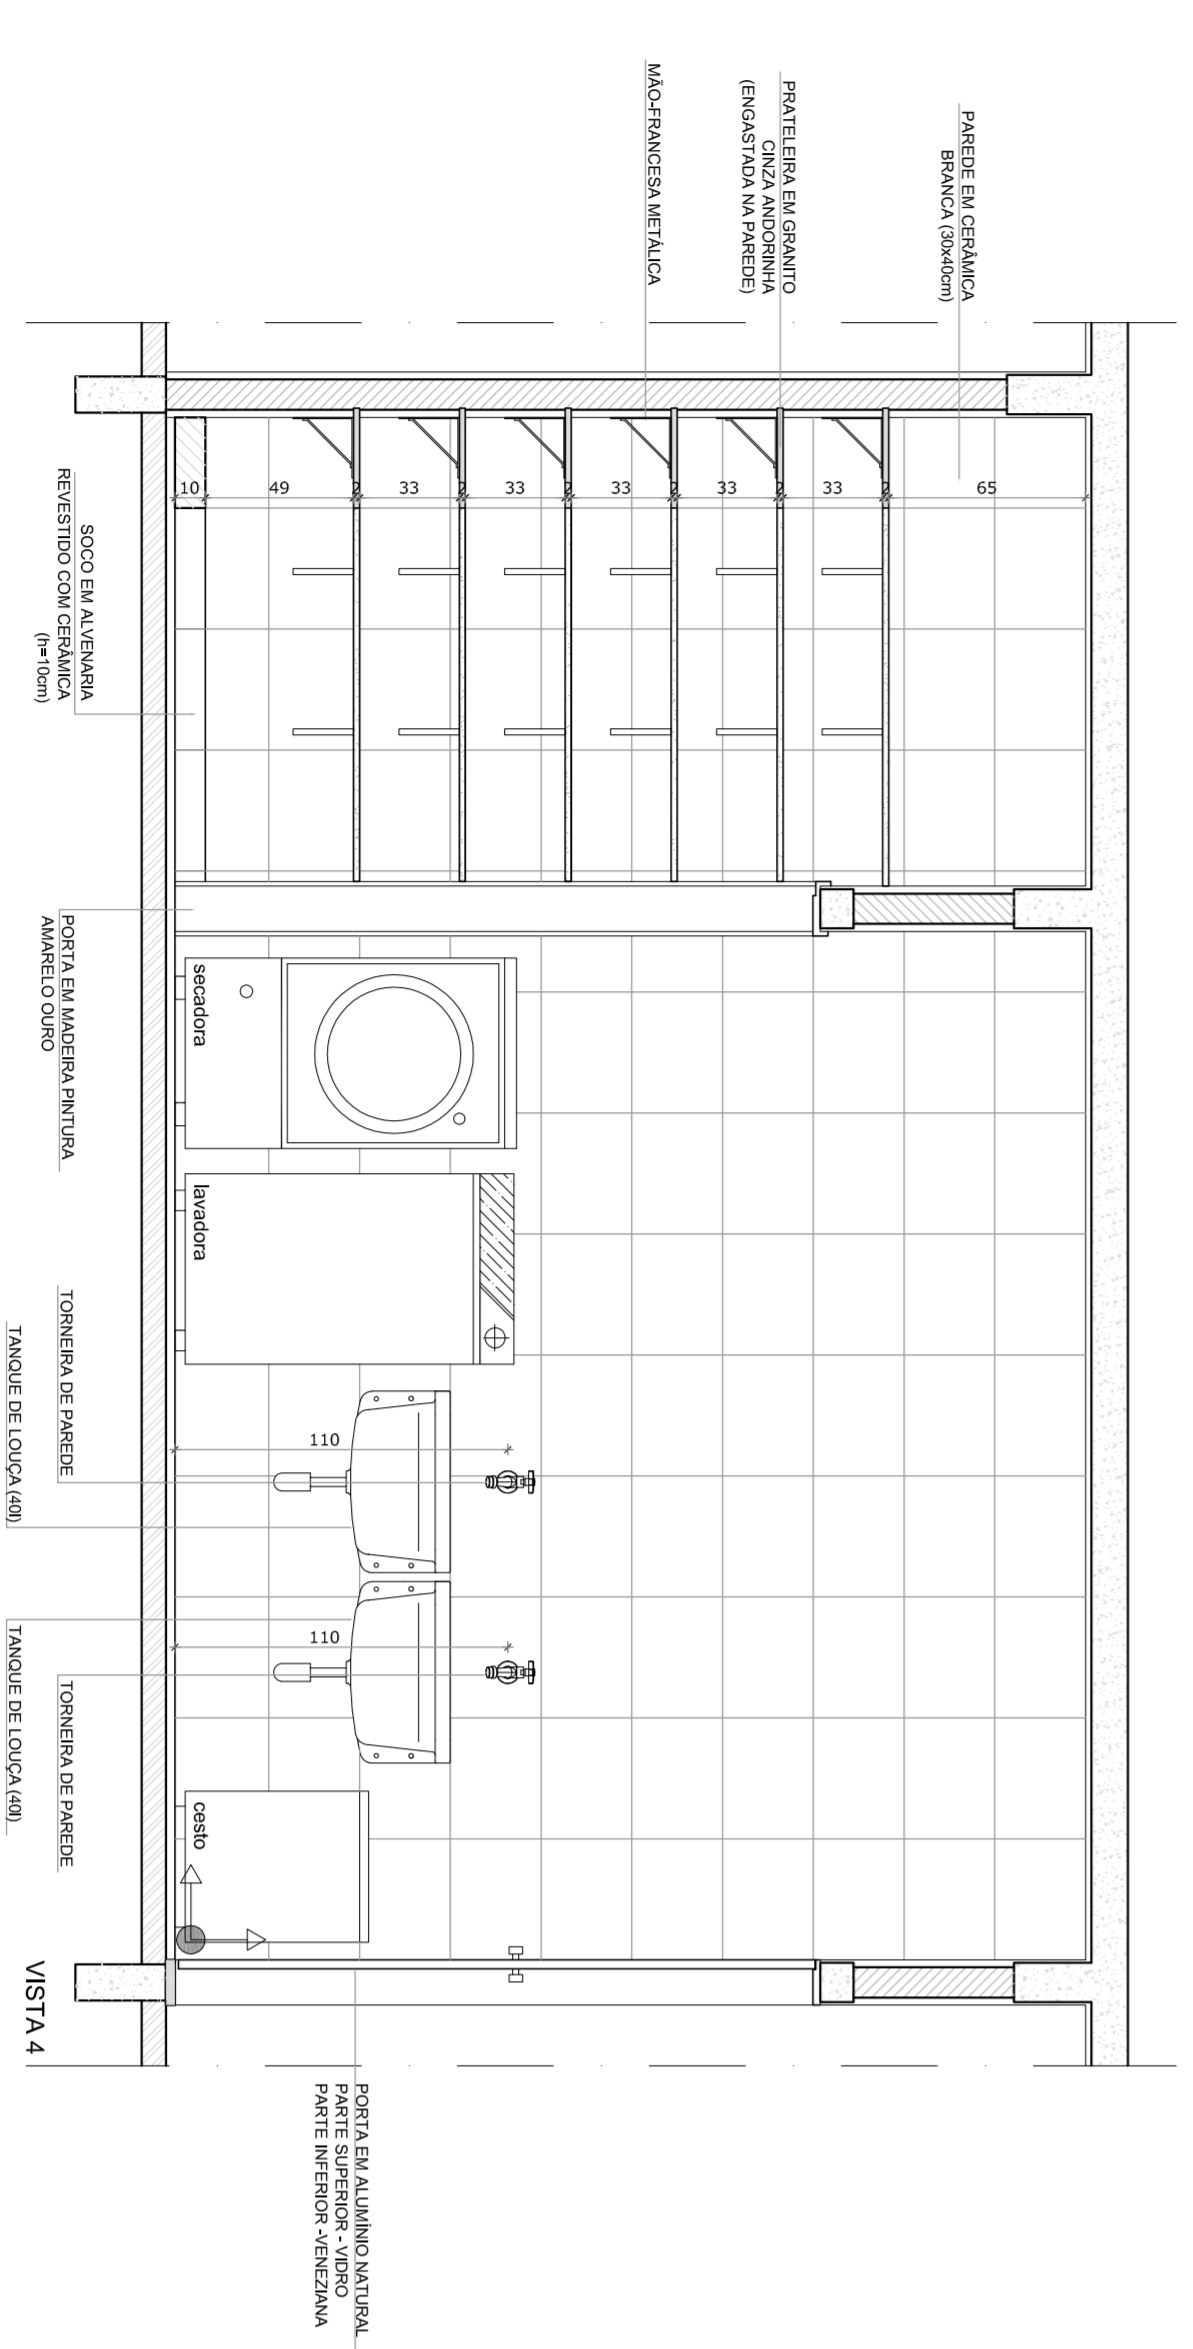 PAREDE EM CERÂMICA
BRANCA (30x40cm)
PRATELEIRA EM GRANITO
CINZA ANDORINHA
(ENGASTADA NA PAREDE)
MÃO-FRANCESA METÁLICA
10
49
2
33
2
33
2
33
2
33
2
33
2
65
SOCO EM ALVENARIA
REVESTIDO COM CERÂMICA
(h=10cm)
PORTA EM MADEIRA PINTURA
AMARELO OURO
secadora
lavadora
110
TORNEIRA DE PAREDE
TANQUE DE LOUÇA (40l)
110
TANQUE DE LOUÇA (40l)
TORNEIRA DE PAREDE
cesto
PORTA EM ALUMÍNIO NATURAL
PARTE SUPERIOR - VIDRO
PARTE INFERIOR -VENEZIANA
VISTA 4